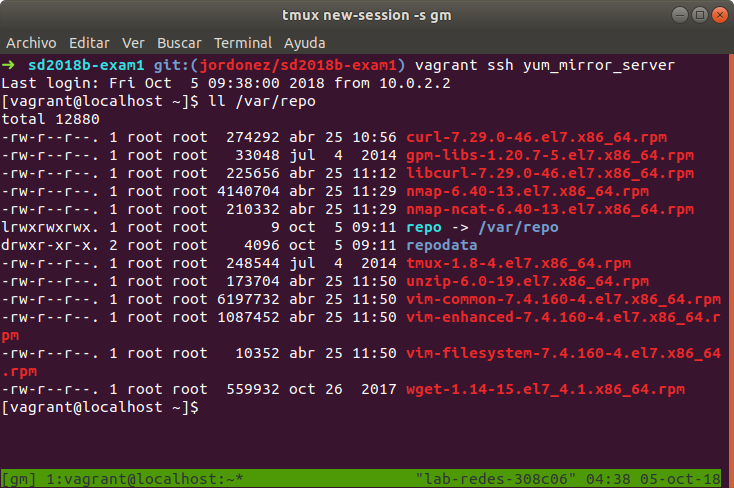 tmux new-session -s gm
Archivo Editar Ver Buscar Terminal Ayuda
→ sd2018b-exam1 git:(jordonez/sd2018b-exam1) vagrant ssh yum_mirror_server
Last login: Fri Oct  5 09:38:00 2018 from 10.0.2.2
[vagrant@localhost ~]$ ll /var/repo
total 12880
-rw-r--r--. 1 root root  274292 abr 25 10:56 curl-7.29.0-46.el7.x86_64.rpm
-rw-r--r--. 1 root root   33048 jul  4  2014 gpm-libs-1.20.7-5.el7.x86_64.rpm
-rw-r--r--. 1 root root  225656 abr 25 11:12 libcurl-7.29.0-46.el7.x86_64.rpm
-rw-r--r--. 1 root root 4140704 abr 25 11:29 nmap-6.40-13.el7.x86_64.rpm
-rw-r--r--. 1 root root  210332 abr 25 11:29 nmap-ncat-6.40-13.el7.x86_64.rpm
lrwxrwxrwx. 1 root root       9 oct  5 09:11 repo -> /var/repo
drwxr-xr-x. 2 root root    4096 oct  5 09:11 repodata
-rw-r--r--. 1 root root  248544 jul  4  2014 tmux-1.8-4.el7.x86_64.rpm
-rw-r--r--. 1 root root  173704 abr 25 11:50 unzip-6.0-19.el7.x86_64.rpm
-rw-r--r--. 1 root root 6197732 abr 25 11:50 vim-common-7.4.160-4.el7.x86_64.rpm
-rw-r--r--. 1 root root 1087452 abr 25 11:50 vim-enhanced-7.4.160-4.el7.x86_64.r
pm
-rw-r--r--. 1 root root   10352 abr 25 11:50 vim-filesystem-7.4.160-4.el7.x86_64
.rpm
-rw-r--r--. 1 root root  559932 oct 26  2017 wget-1.14-15.el7_4.1.x86_64.rpm
[vagrant@localhost ~]$
[gm] 1:vagrant@localhost:~* "lab-redes-308c06" 04:38 05-oct-18